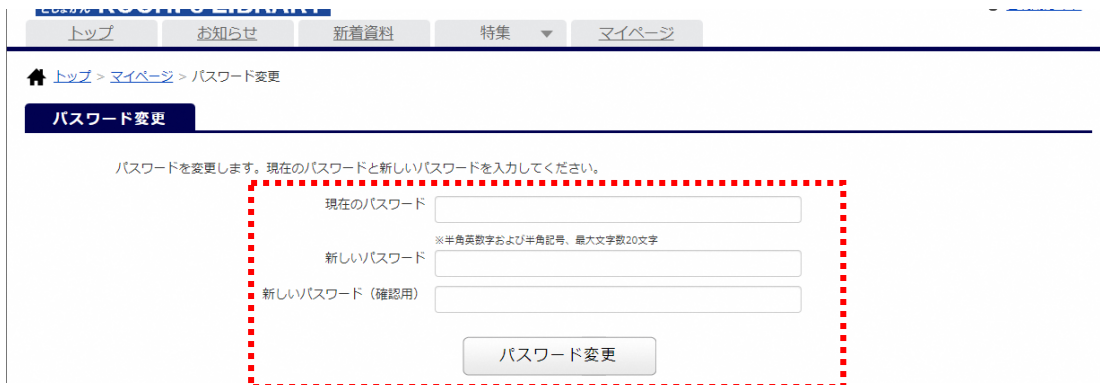 トップ
お知らせ
新着資料
特集 ▼
マイページ
トップ > マイページ > パスワード変更
パスワード変更
パスワードを変更します。現在のパスワードと新しいパスワードを入力してください。
現在のパスワード
※半角英数字および半角記号、最大文字数20文字
新しいパスワード
新しいパスワード（確認用）
パスワード変更